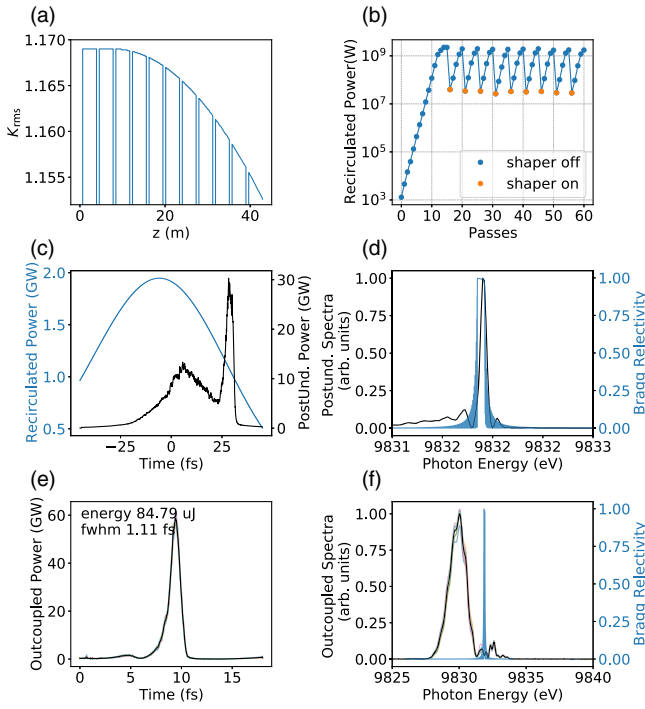 (a)
1.170
1.165
1.160
1.155
K_rms
0
20
40
z (m)
(b)
10^9
10^7
10^5
10^3
Recirculated Power(W)
shaper off
shaper on
0
10
20
30
40
50
60
Passes
(c)
2.0
1.5
1.0
0.5
Recirculated Power (GW)
30
20
10
0
PostUnd. Power (GW)
−25
0
25
Time (fs)
(d)
1.00
0.75
0.50
0.25
0.00
Postund. Spectra
(arb. units)
1.00
0.75
0.50
0.25
0.00
Bragg Relectivity
9831
9832
9832
9832
9833
Photon Energy (eV)
(e)
energy 84.79 uJ
fwhm 1.11 fs
60
40
20
0
Outcoupled Power (GW)
0
5
10
15
Time (fs)
(f)
1.00
0.75
0.50
0.25
0.00
Outcoupled Spectra
(arb. units)
1.00
0.75
0.50
0.25
0.00
Bragg Relectivity
9825
9830
9835
9840
Photon Energy (eV)